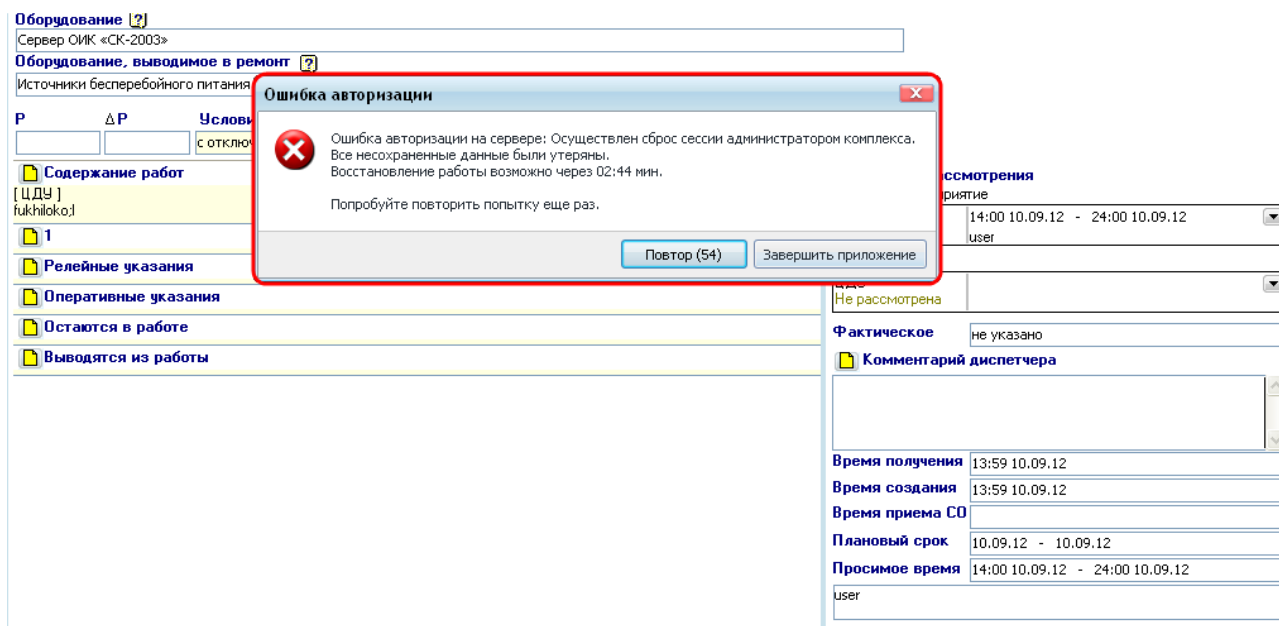 Оборудование [?]
Сервер ОИК «СК-2003»
Оборудование, выводимое в ремонт [?]
Источники бесперебойного питания
P ΔP Услови
с отключ
Содержание работ
[ ЦДУ ]
fukhiloko;l
1
Релейные указания
Оперативные указания
Остаются в работе
Выводятся из работы
Ошибка авторизации
Ошибка авторизации на сервере: Осуществлен сброс сессии администратором комплекса.
Все несохраненные данные были утеряны.
Восстановление работы возможно через 02:44 мин.
Попробуйте повторить попытку еще раз.
Повтор (54) Завершить приложение
ссмотрения
риятие
14:00 10.09.12 - 24:00 10.09.12
user
Не рассмотрена
Фактическое не указано
Комментарий диспетчера
Время получения 13:59 10.09.12
Время создания 13:59 10.09.12
Время приема СО
Плановый срок 10.09.12 - 10.09.12
Просимое время 14:00 10.09.12 - 24:00 10.09.12
user